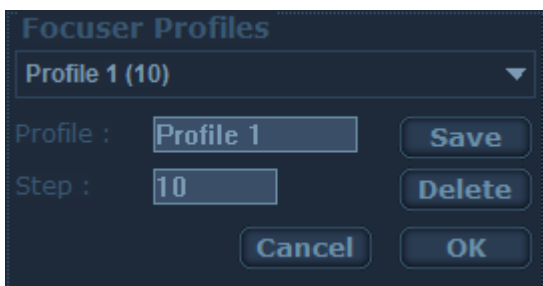 Focuser Profiles
Profile 1 (10)
Profile : Profile 1 Save
Step : 10 Delete
Cancel OK